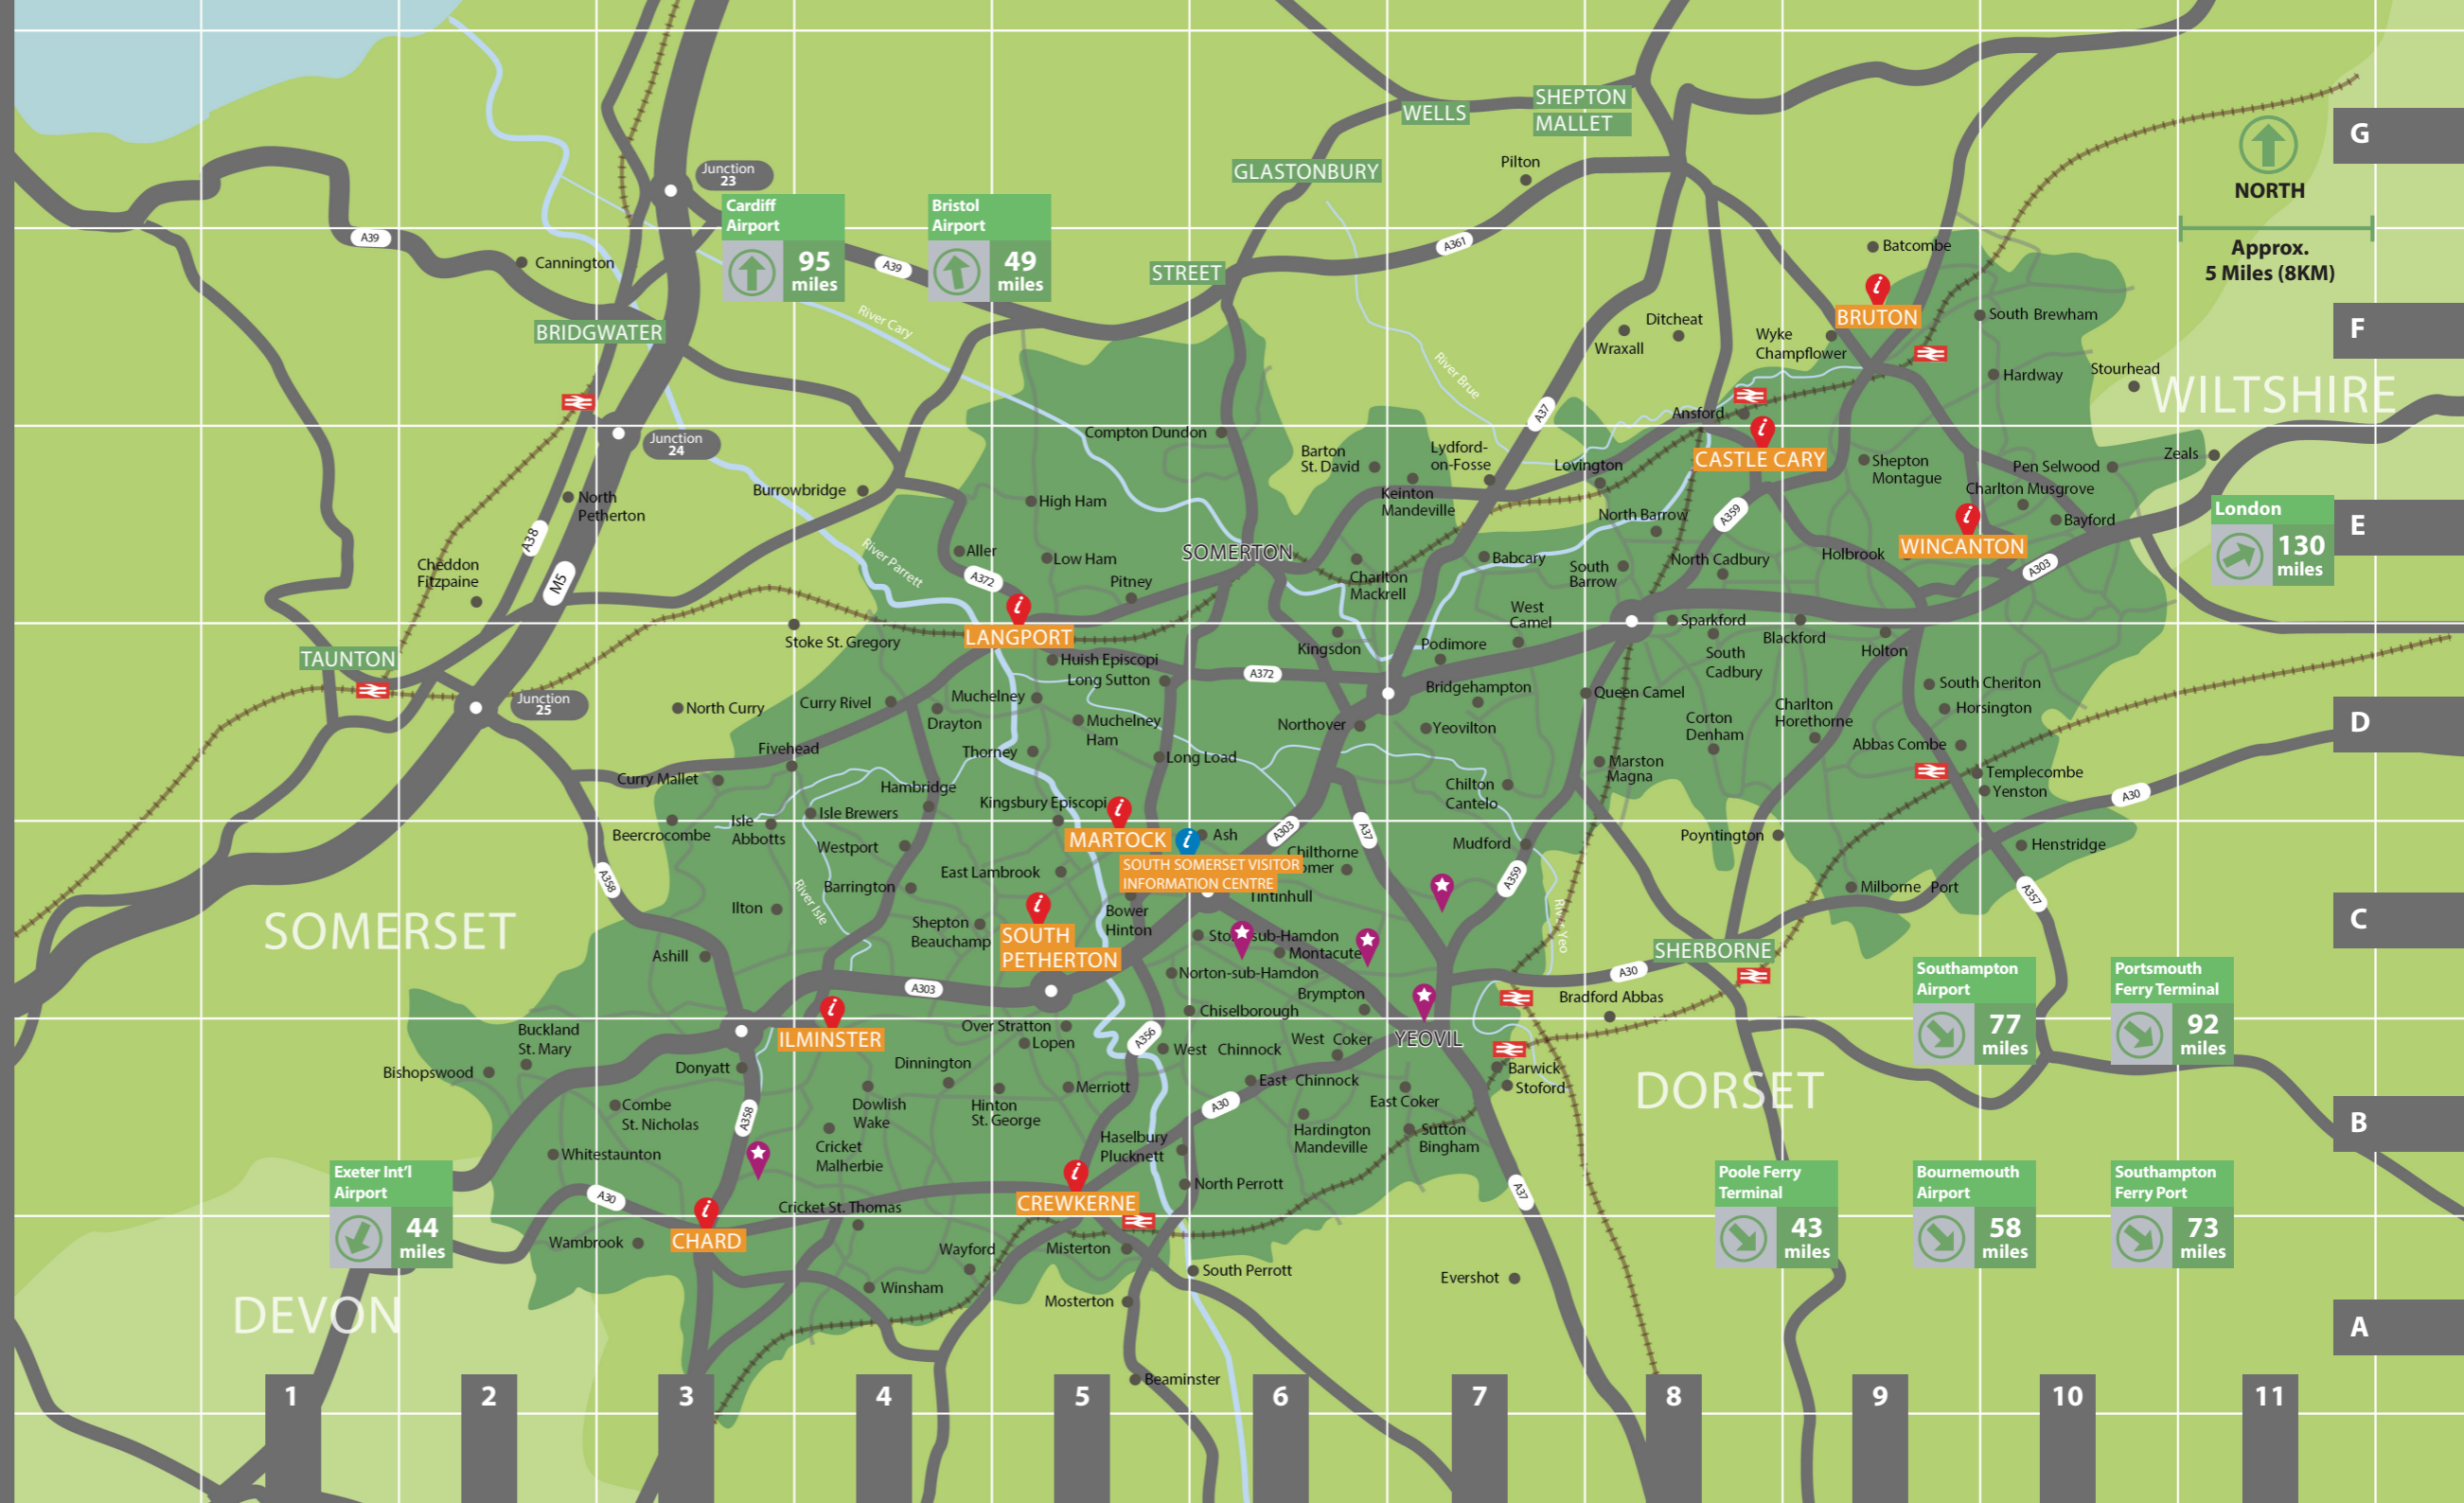 SHEPTON
MALLET
WELLS
G
Pilton
GLASTONBURY
Junction
23
NORTH
Cardiff
Airport
95
miles
Bristol
Airport
49
miles
A39
A361
Batcombe
Cannington
A39
STREET
Approx.
5 Miles (8KM)
BRUTON
South Brewham
River Cary
BRIDGWATER
Ditcheat
Wraxall
Wyke
Champflower
F
River Brue
Hardway
Stourhead
WILTSHIRE
A37
Ansford
Compton Dundon
Junction
24
Barton
St. David
Lydford-
on-Fosse
Lovington
CASTLE CARY
Shepton
Montague
Pen Selwood
Zeals
Burrowbridge
High Ham
Keinton
Mandeville
Charlton Musgrove
North
Petherton
North Barrow
A359
Bayford
London
130
miles
E
A38
River Parrett
Aller
Low Ham
SOMERTON
Babcary
North Cadbury
Holbrook
WINCANTON
A303
Cheddon
Fitzpaine
M5
A372
Pitney
Charlton
Mackrell
South
Barrow
LANGPORT
West
Camel
Sparkford
Blackford
Stoke St. Gregory
TAUNTON
Huish Episcopi
Kingsdon
Podimore
South
Cadbury
Holton
Long Sutton
A372
Junction
25
Muchelney
Bridgehampton
Queen Camel
South Cheriton
North Curry
Curry Rivel
Drayton
Muchelney
Ham
Northover
Yeovilton
Corton
Denham
Charlton
Horethorne
Horsington
D
Fivehead
Thorney
Long Load
Abbas Combe
Curry Mallet
Hambridge
Marston
Magna
Templecombe
Yenston
Chilton
Cantelo
Kingsbury Episcopi
Isle Brewers
A30
Beercrocombe
Isle
Abbotts
MARTOCK
Ash
A303
A37
Poyntington
Westport
Mudford
Henstridge
SOUTH SOMERSET VISITOR
INFORMATION CENTRE
Chilthorne
East Lambrook
Tintinhull
A358
Barrington
A359
Milborne Port
A357
River Isle
Ilton
SOMERSET
Shepton
Beauchamp
SOUTH
PETHERTON
Bower
Hinton
C
Montacute
SHERBORNE
Ashill
Norton-sub-Hamdon
A30
Southampton
Airport
77
miles
Portsmouth
Ferry Terminal
92
miles
A303
Brympton
Bradford Abbas
Chiselborough
ILMINSTER
Over Stratton
Lopen
A356
YEOVIL
Buckland
St. Mary
West Chinnock
West Coker
Bishopswood
Donyatt
Dinnington
Barwick
Stoford
Merriott
East Chinnock
DORSET
Combe
St. Nicholas
A358
Dowlish
Wake
Hinton
St. George
A30
East Coker
B
Cricket
Malherbie
Haselbury
Plucknett
Hardington
Mandeville
Sutton
Bingham
Whitestaunton
Exeter Int'l
Airport
44
miles
A30
CREWKERNE
North Perrott
A37
Poole Ferry
Terminal
43
miles
Bournemouth
Airport
58
miles
Southampton
Ferry Port
73
miles
Cricket St. Thomas
Wambrook
CHARD
Wayford
Misterton
South Perrott
Winsham
Evershot
Mosterton
DEVON
A
Beaminster
1
2
3
4
5
6
7
8
9
10
11